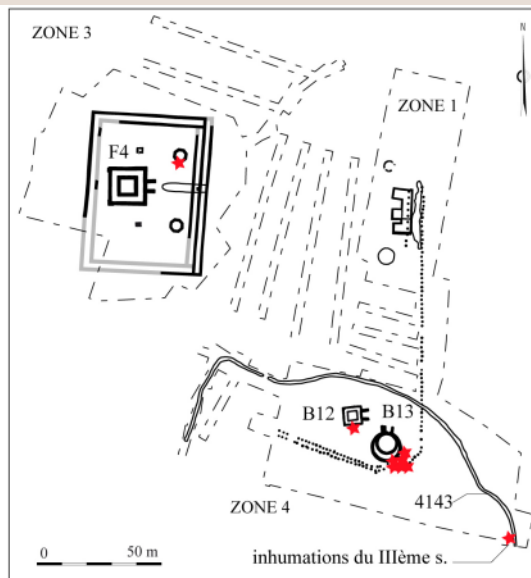 ZONE 3
N
ZONE 1
F4
B12
B13
4143
ZONE 4
0
50 m
inhumations du IIIème s.